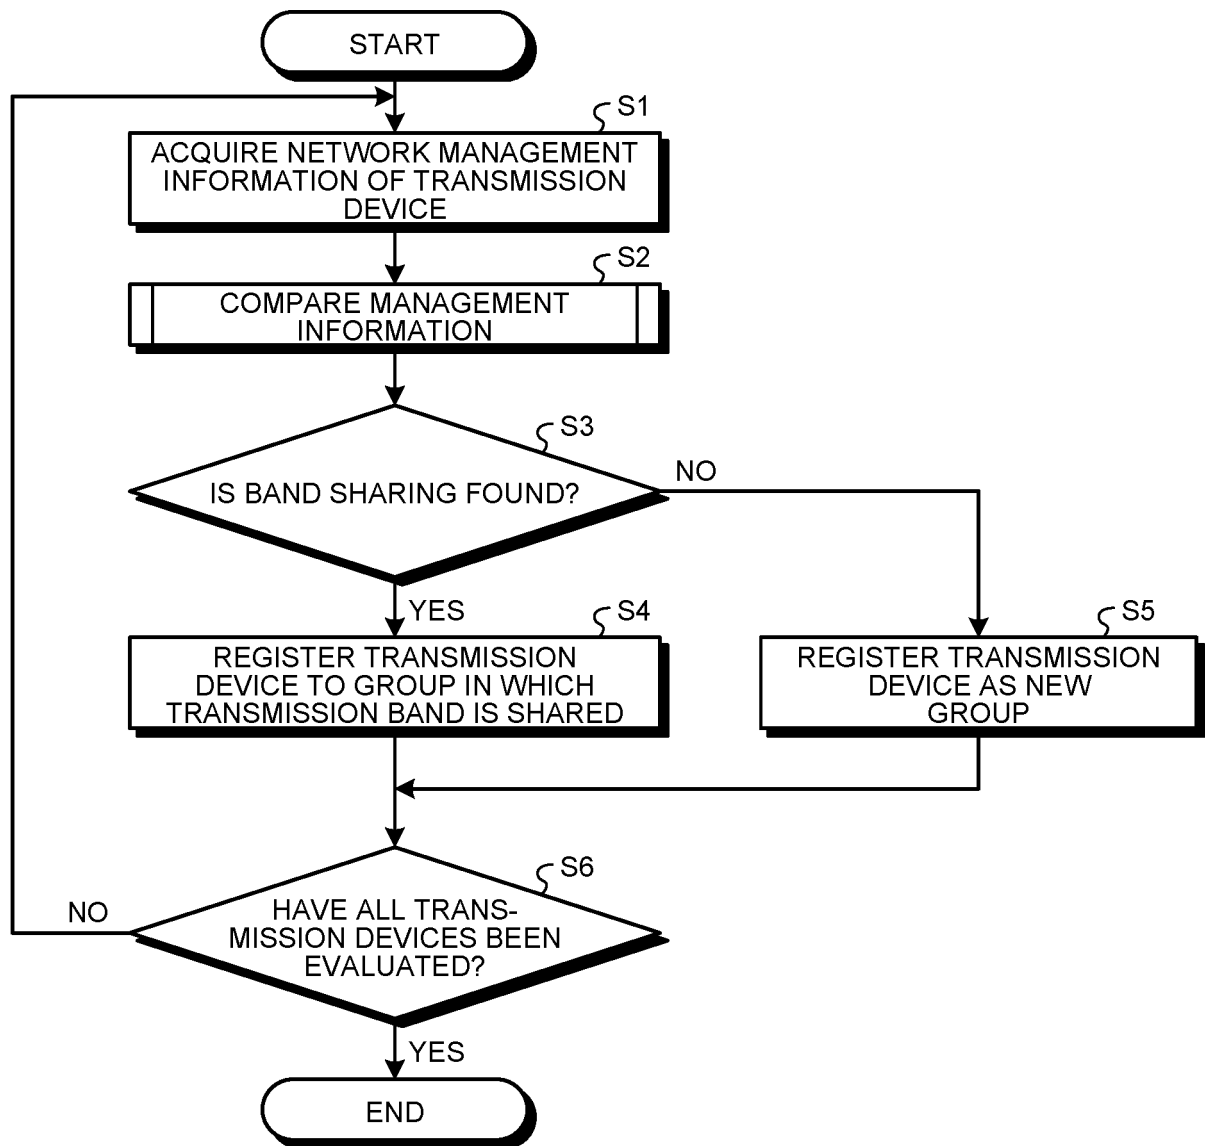 START
S1
ACQUIRE NETWORK MANAGEMENT
INFORMATION OF TRANSMISSION
DEVICE
S2
COMPARE MANAGEMENT
INFORMATION
S3
IS BAND SHARING FOUND?
NO
YES
S4
REGISTER TRANSMISSION
DEVICE TO GROUP IN WHICH
TRANSMISSION BAND IS SHARED
S5
REGISTER TRANSMISSION
DEVICE AS NEW
GROUP
S6
HAVE ALL TRANS-
MISSION DEVICES BEEN
EVALUATED?
NO
YES
END